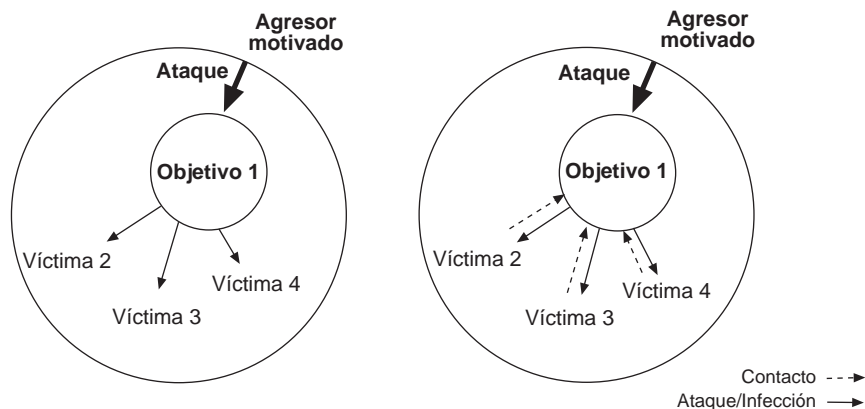 Agresor
motivado
Ataque
Objetivo 1
Víctima 2
Víctima 4
Víctima 3
Agresor
motivado
Ataque
Objetivo 1
Víctima 2
Víctima 4
Víctima 3
Contacto
Ataque/Infección